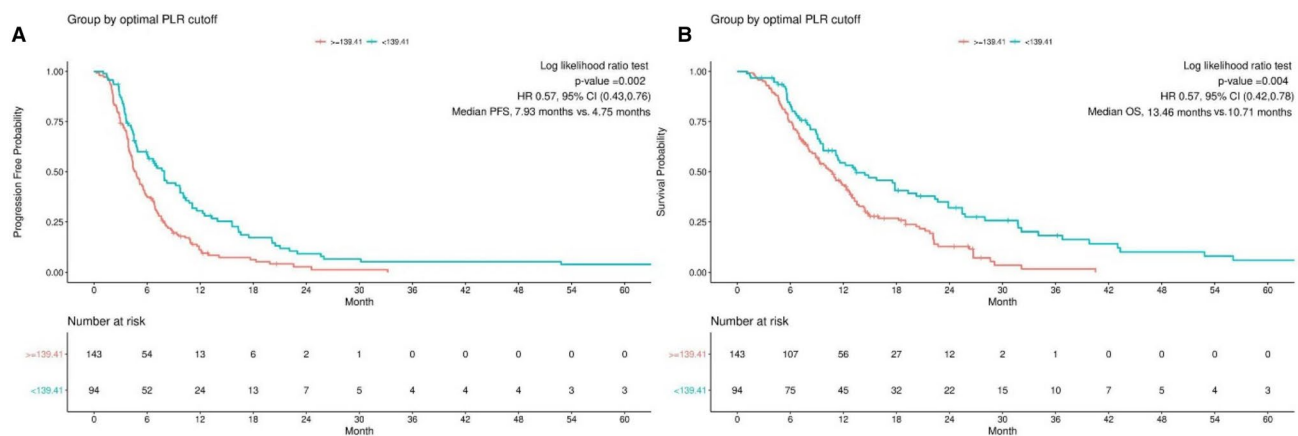 A
Group by optimal PLR cutoff
>=139.41 <139.41
Log likelihood ratio test
p-value =0.002
HR 0.57, 95% CI (0.43,0.76)
Median PFS, 7.93 months vs. 4.75 months
Progression Free Probability
1.00
0.75
0.50
0.25
0.00
0 6 12 18 24 30 36 42 48 54 60
Month
Number at risk
>=139.41 143 54 13 6 2 1 0 0 0 0 0
<139.41 94 52 24 13 7 5 4 4 4 3 3
0 6 12 18 24 30 36 42 48 54 60
Month
B
Group by optimal PLR cutoff
>=139.41 <139.41
Log likelihood ratio test
p-value =0.004
HR 0.57, 95% CI (0.42,0.78)
Median OS, 13.46 months vs.10.71 months
Survival Probability
1.00
0.75
0.50
0.25
0.00
0 6 12 18 24 30 36 42 48 54 60
Month
Number at risk
>=139.41 143 107 56 27 12 2 1 0 0 0 0
<139.41 94 75 45 32 22 15 10 7 5 4 3
0 6 12 18 24 30 36 42 48 54 60
Month